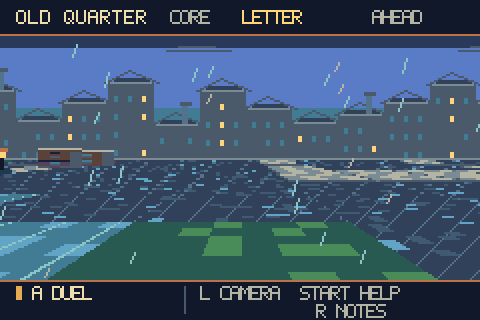 OLD QUARTER CORE LETTER AHEAD
A DUEL L CAMERA START HELP
R NOTES